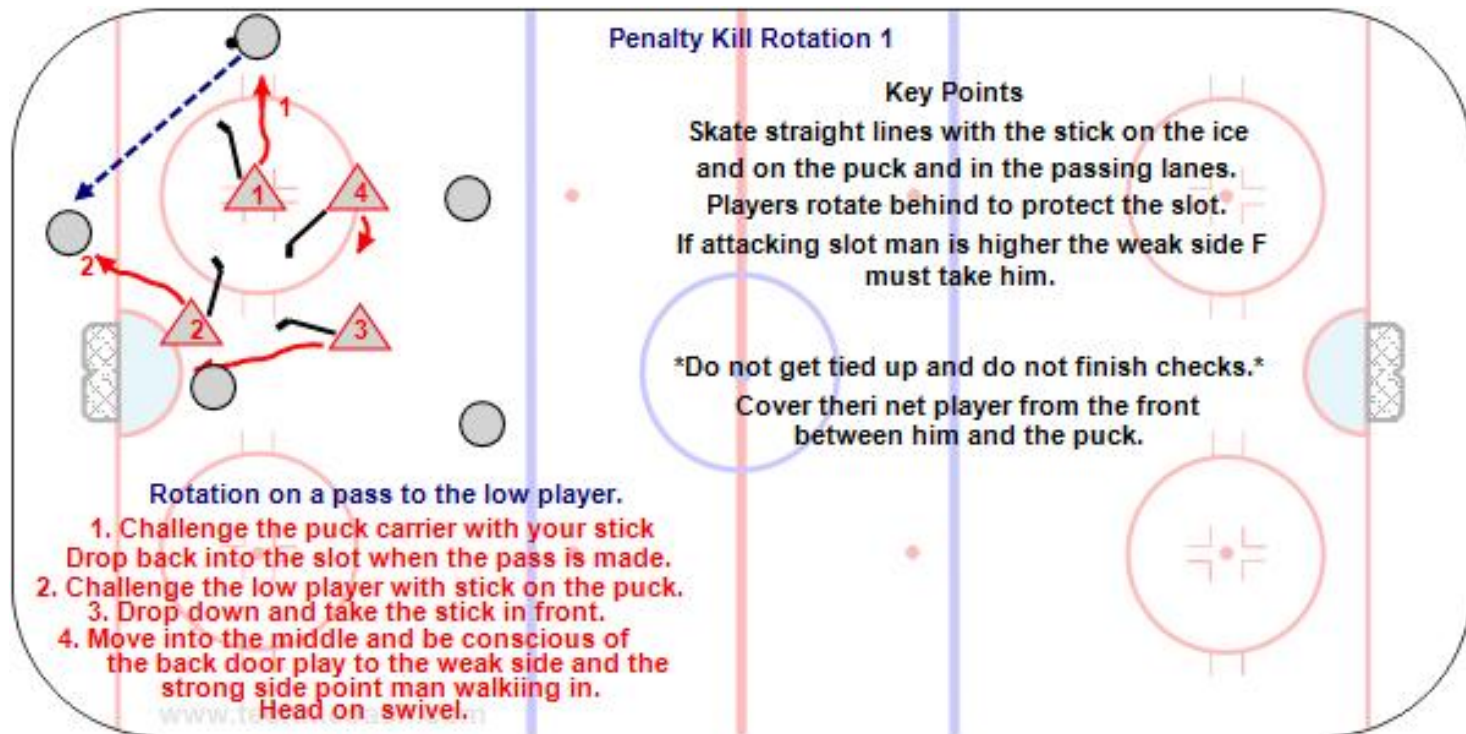 Penalty Kill Rotation 1
Key Points
Skate straight lines with the stick on the ice
and on the puck and in the passing lanes.
Players rotate behind to protect the slot.
If attacking slot man is higher the weak side F
must take him.
*Do not get tied up and do not finish checks.*
Cover theri net player from the front
between him and the puck.
1
1
4
2
2
3
Rotation on a pass to the low player.
1. Challenge the puck carrier with your stick
Drop back into the slot when the pass is made.
2. Challenge the low player with stick on the puck.
3. Drop down and take the stick in front.
4. Move into the middle and be conscious of
the back door play to the weak side and the
strong side point man walkiing in.
Head on swivel.